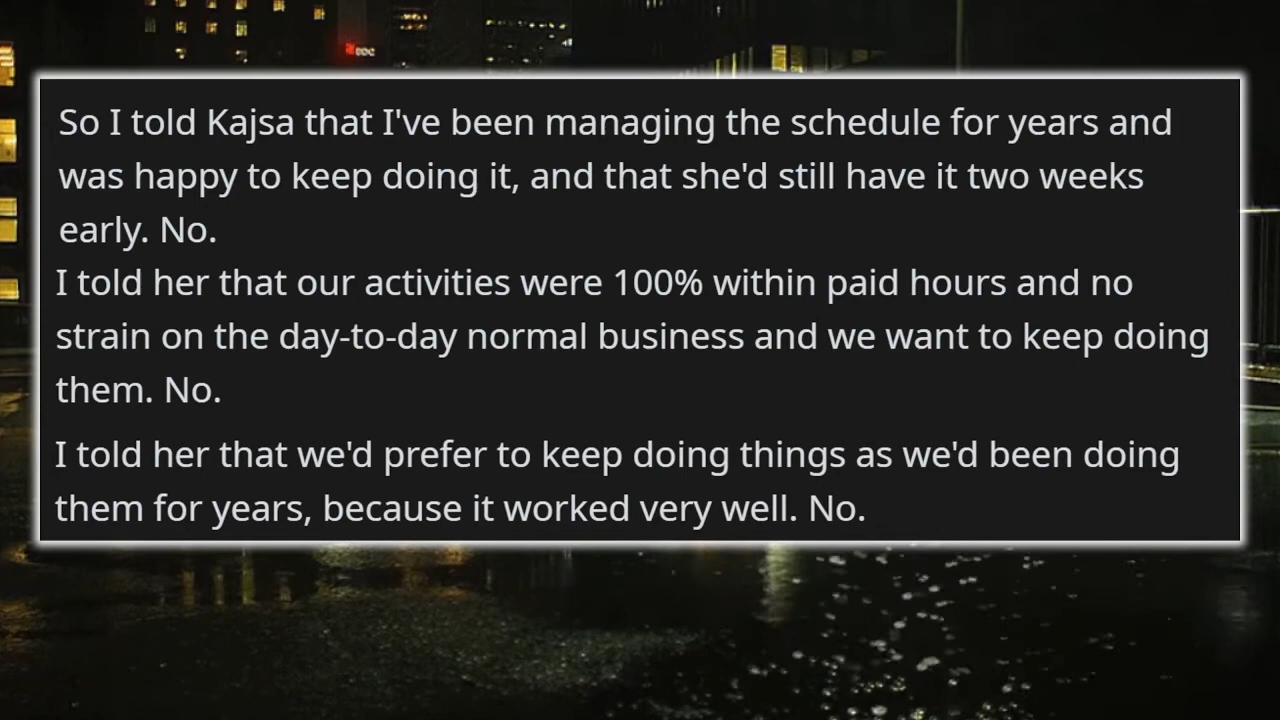 So I told Kajsa that I've been managing the schedule for years and
was happy to keep doing it, and that she'd still have it two weeks
early. No.
I told her that our activities were 100% within paid hours and no
strain on the day-to-day normal business and we want to keep doing
them. No.
I told her that we'd prefer to keep doing things as we'd been doing
them for years, because it worked very well. No.